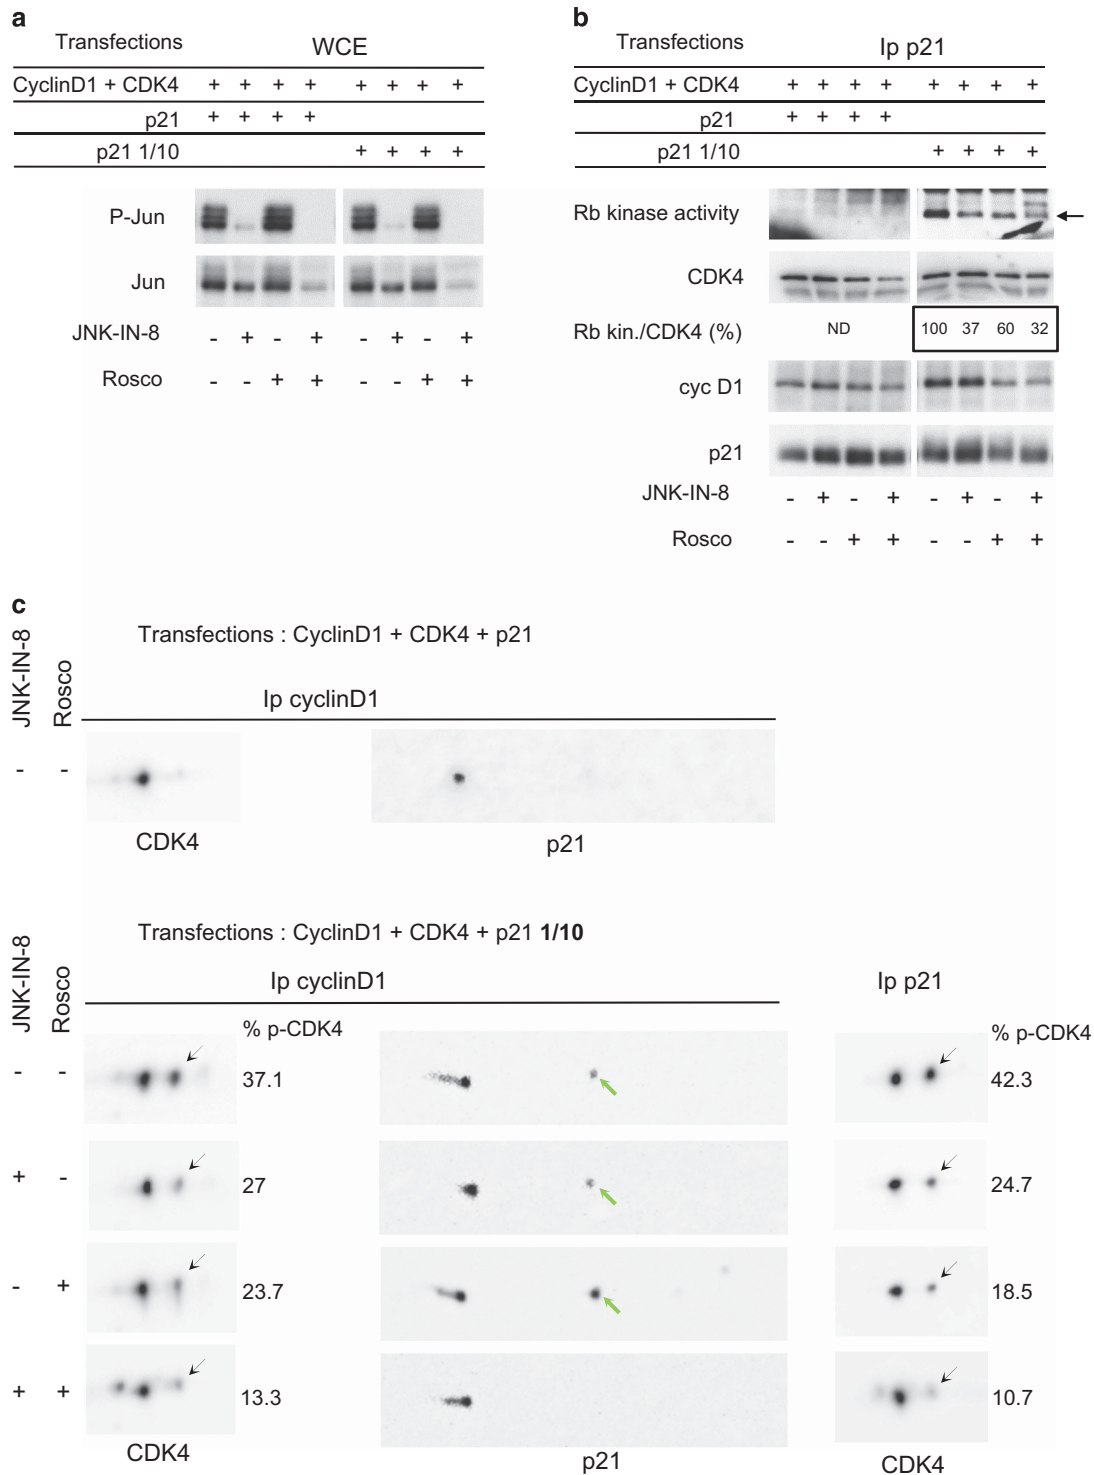 a
Transfections WCE
CyclinD1 + CDK4 + + + + + + + +
p21 + + + +
p21 1/10 + + + +
P-Jun
Jun
JNK-IN-8 - + - + - + - +
Rosco - - + + - - + +
b
Transfections Ip p21
CyclinD1 + CDK4 + + + + + + + +
p21 + + + +
p21 1/10 + + + +
Rb kinase activity
CDK4
Rb kin./CDK4 (%) ND 100 37 60 32
cyc D1
p21
JNK-IN-8 - + - + - + - +
Rosco - - + + - - + +
c
Transfections : CyclinD1 + CDK4 + p21
JNK-IN-8
Rosco
Ip cyclinD1
- -
CDK4 p21
Transfections : CyclinD1 + CDK4 + p21 1/10
JNK-IN-8
Rosco
Ip cyclinD1 Ip p21
% p-CDK4 % p-CDK4
- - 37.1 42.3
+ - 27 24.7
- + 23.7 18.5
+ + 13.3 10.7
CDK4 p21 CDK4